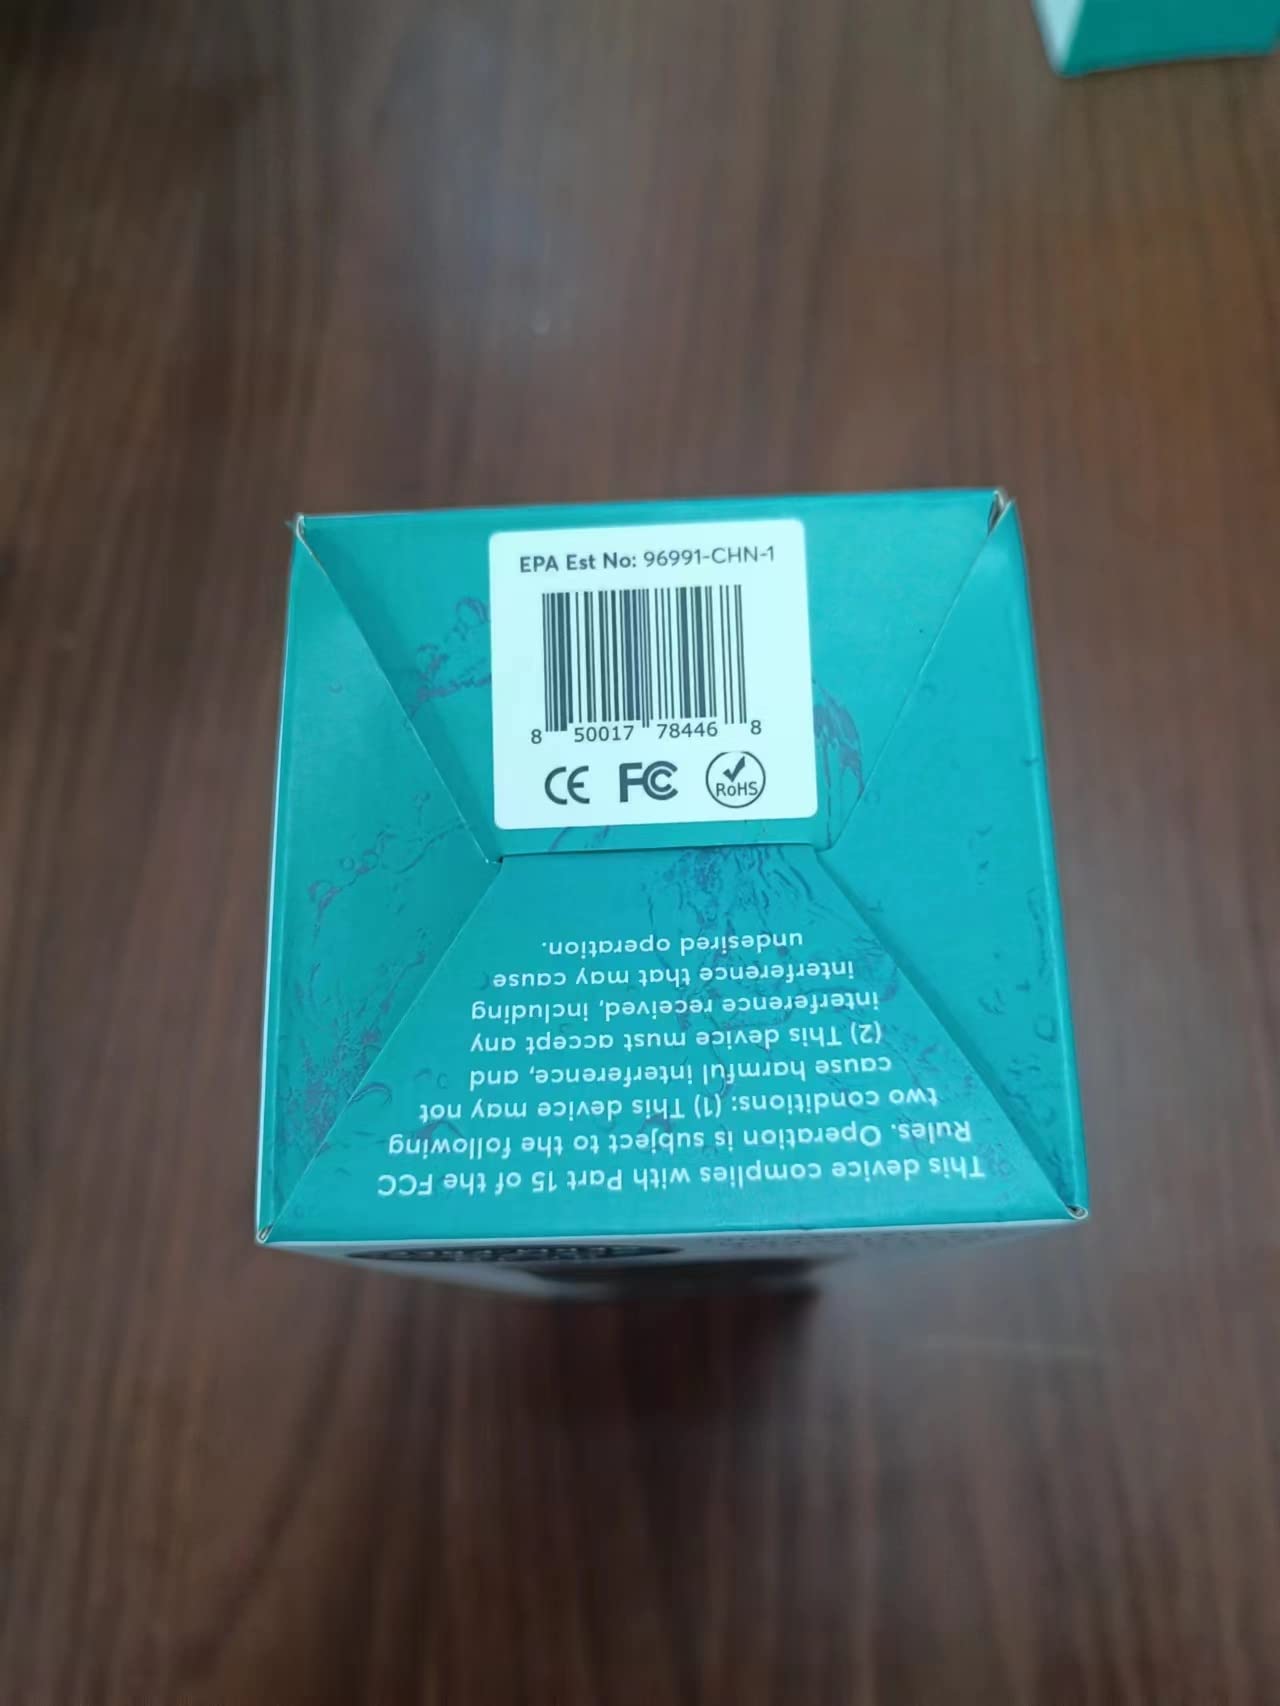 EPA Est No: 96991-CHN-1
8 50017 78446 8
CE FC RoHS
This device complies with Part 15 of the FCC
Rules. Operation is subject to the following
two conditions: (1) This device may not
cause harmful interference, and
(2) This device must accept any
interference received, including
interference that may cause
undesired operation.